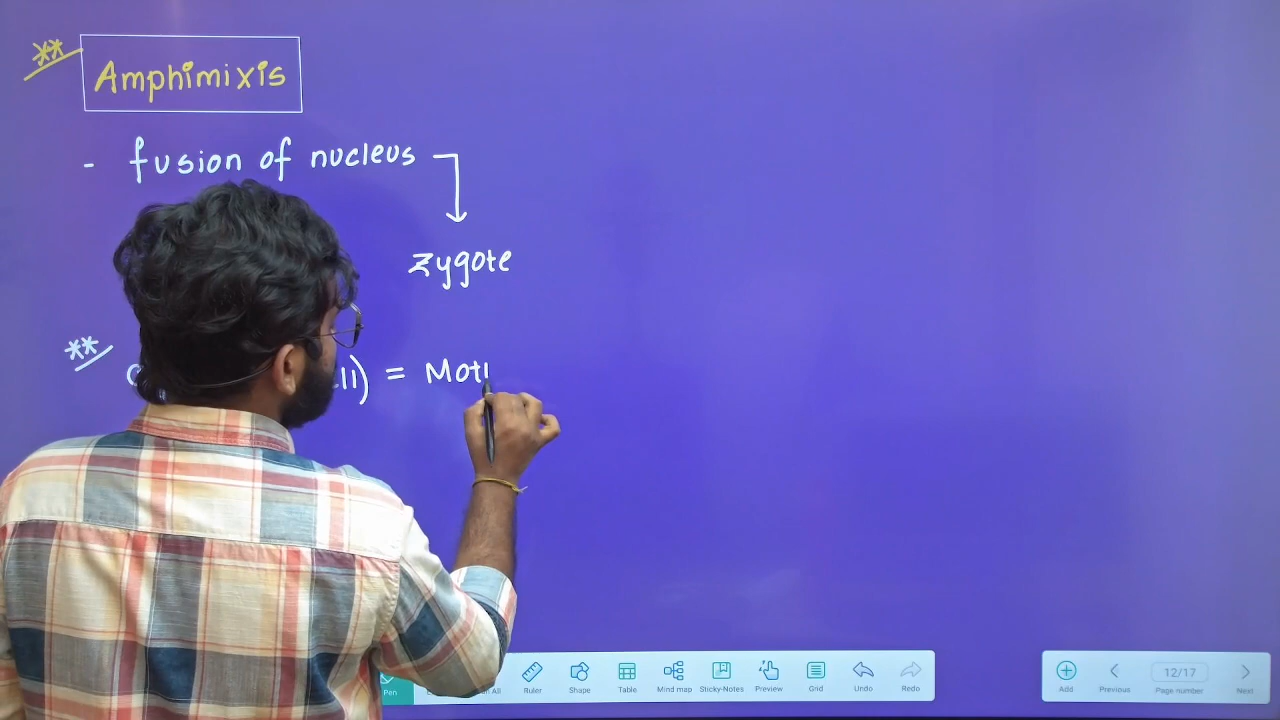 ** Amphimixis
- fusion of nucleus
zygote
** = Mot
Pen Ruler Shape Table Mind map Sticky-Notes Preview Grid Undo Redo Add Previous 12/17 Page number Next